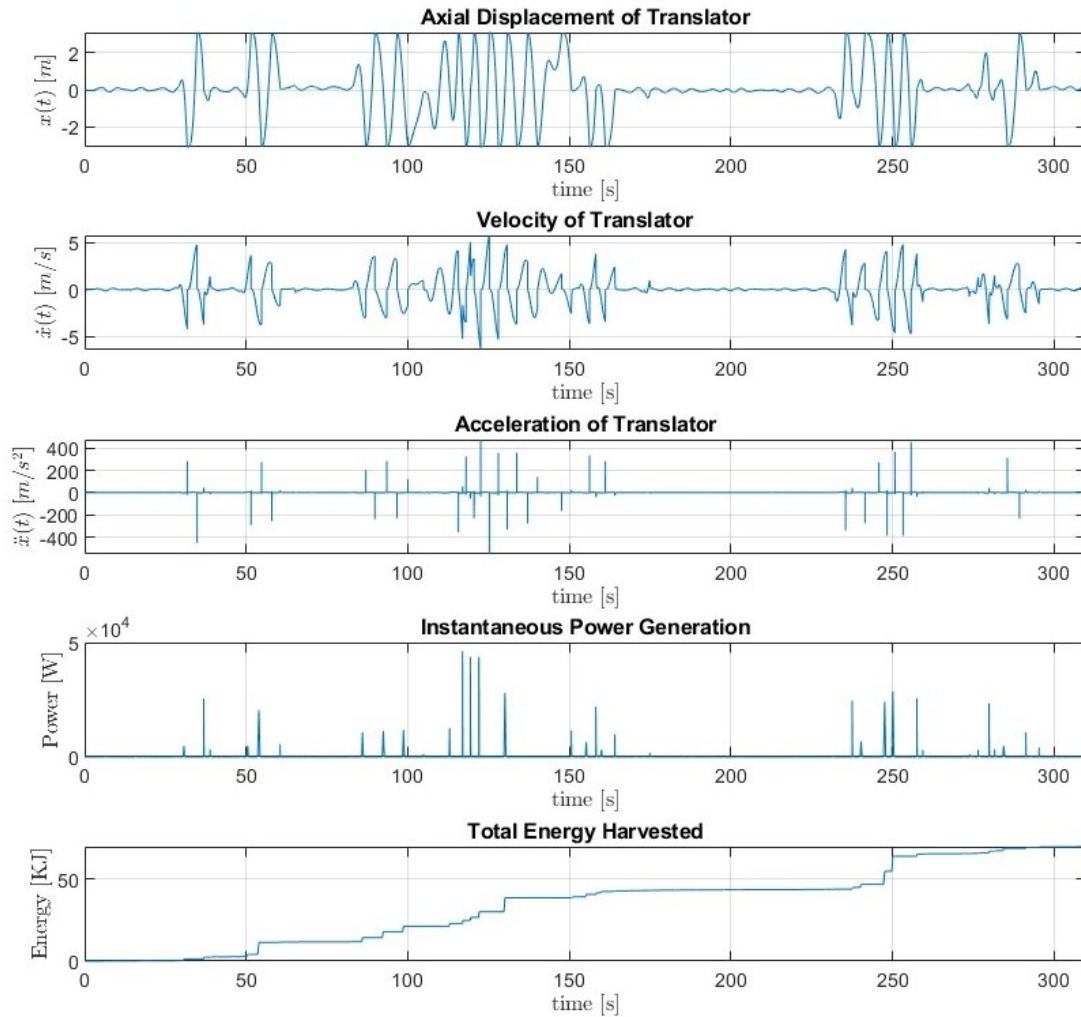 Axial Displacement of Translator
x(t) [m]
2
0
-2
0 50 100 150 200 250 300
time [s]
Velocity of Translator
ẋ(t) [m/s]
5
0
-5
0 50 100 150 200 250 300
time [s]
Acceleration of Translator
ẍ(t) [m/s²]
400
200
0
-200
-400
0 50 100 150 200 250 300
time [s]
Instantaneous Power Generation
×10⁴
Power [W]
5
0
0 50 100 150 200 250 300
time [s]
Total Energy Harvested
Energy [KJ]
50
0
0 50 100 150 200 250 300
time [s]